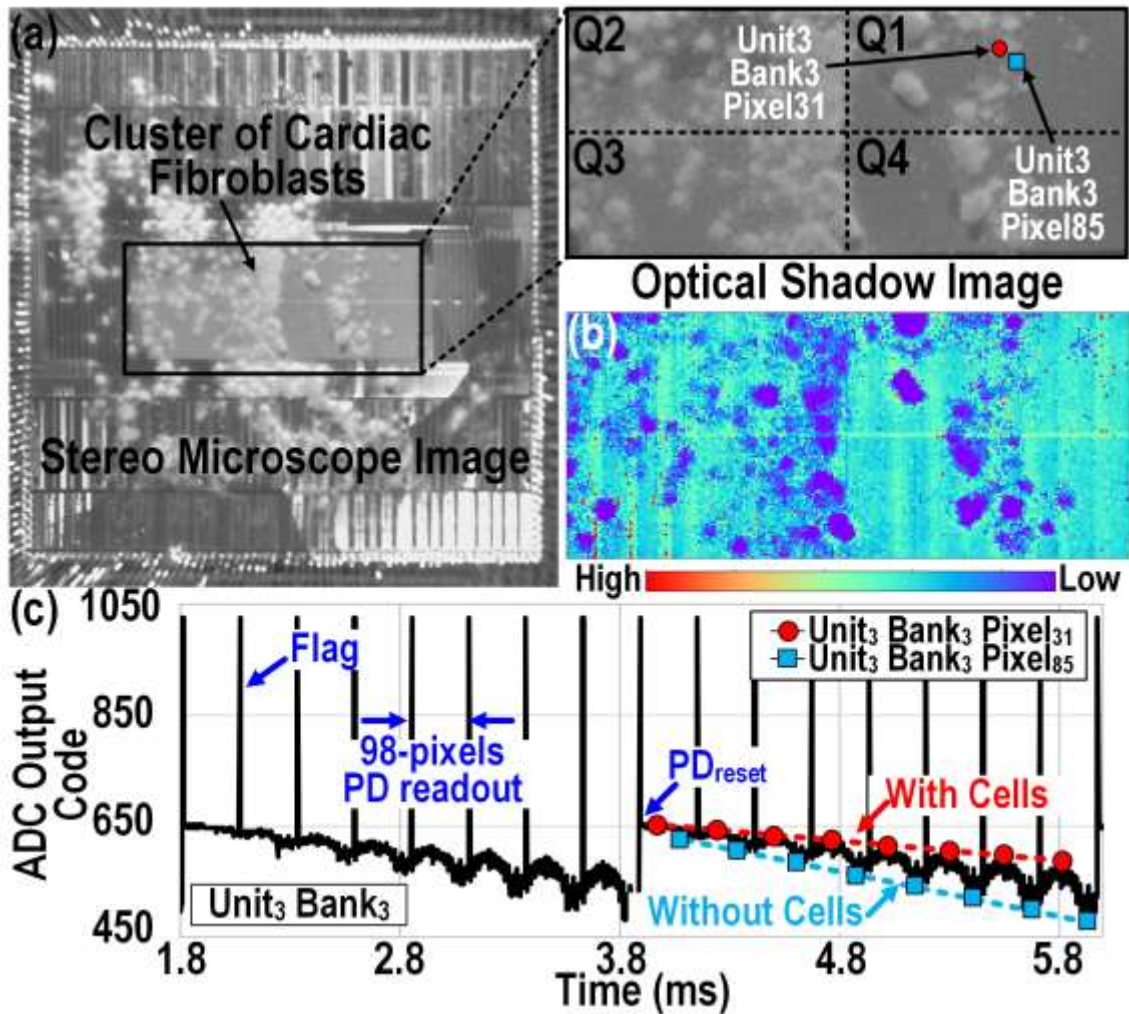 (a)
Cluster of Cardiac
Fibroblasts
Stereo Microscope Image
Q2
Unit3
Bank3
Pixel31
Q1
Q3
Q4
Unit3
Bank3
Pixel85
Optical Shadow Image
(b)
High
Low
(c)
ADC Output
Code
1050
850
650
450
Flag
98-pixels
PD readout
PDreset
Unit₃ Bank₃ Pixel₃₁
Unit₃ Bank₃ Pixel₈₅
With Cells
Without Cells
Unit₃ Bank₃
1.8
2.8
3.8
4.8
5.8
Time (ms)